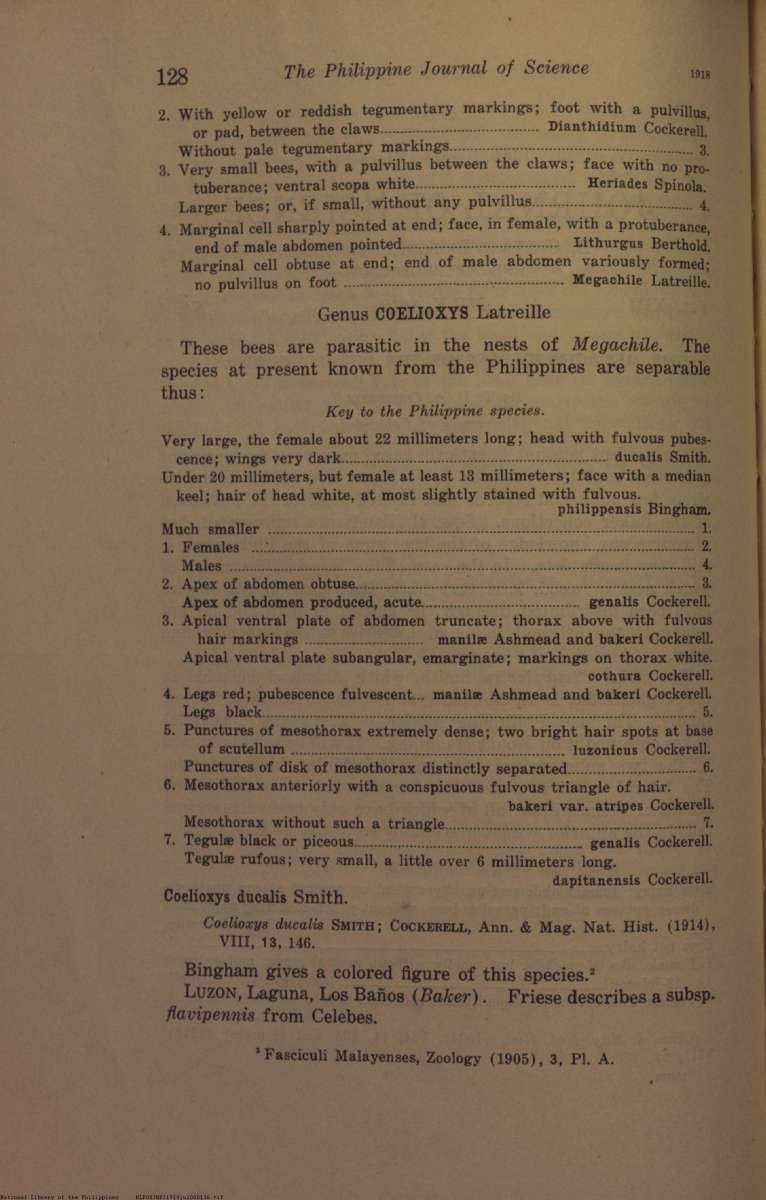 128 The Philippine Journal of Science 1918
2. With yellow or reddish tegumentary markings; foot with a pulvillus,
or pad, between the claws........ Dianthidium Cockerell.
Without pale tegumentary markings........ 3.
3. Very small bees, with a pulvillus between the claws; face with no pro-
tuberance; ventral scopa white........ Heriades Spinola.
Larger bees; or, if small, without any pulvillus........ 4.
4. Marginal cell sharply pointed at end; face, in female, with a protuberance,
end of male abdomen pointed........ Lithurgus Berthold.
Marginal cell obtuse at end; end of male abdomen variously formed;
no pulvillus on foot ........ Megachile Latreille.
Genus COELIOXYS Latreille
These bees are parasitic in the nests of Megachile. The
species at present known from the Philippines are separable
thus:
Key to the Philippine species.
Very large, the female about 22 millimeters long; head with fulvous pubes-
cence; wings very dark........ ducalis Smith.
Under 20 millimeters, but female at least 13 millimeters; face with a median
keel; hair of head white, at most slightly stained with fulvous.
philippensis Bingham.
Much smaller ........ 1.
1. Females ........ 2.
Males ........ 4.
2. Apex of abdomen obtuse........ 3.
Apex of abdomen produced, acute........ genalis Cockerell.
3. Apical ventral plate of abdomen truncate; thorax above with fulvous
hair markings ........ manilæ Ashmead and bakeri Cockerell.
Apical ventral plate subangular, emarginate; markings on thorax white.
cothura Cockerell.
4. Legs red; pubescence fulvescent... manilæ Ashmead and bakeri Cockerell.
Legs black........ 5.
5. Punctures of mesothorax extremely dense; two bright hair spots at base
of scutellum ........ luzonicus Cockerell.
Punctures of disk of mesothorax distinctly separated........ 6.
6. Mesothorax anteriorly with a conspicuous fulvous triangle of hair.
bakeri var. atripes Cockerell.
Mesothorax without such a triangle........ 7.
7. Tegulæ black or piceous........ genalis Cockerell.
Tegulæ rufous; very small, a little over 6 millimeters long.
dapitanensis Cockerell.
Coelioxys ducalis Smith.
Coelioxys ducalis SMITH; COCKERELL, Ann. & Mag. Nat. Hist. (1914),
VIII, 13, 146.
Bingham gives a colored figure of this species.²
LUZON, Laguna, Los Baños (Baker). Friese describes a subsp.
flavipennis from Celebes.
² Fasciculi Malayenses, Zoology (1905), 3, Pl. A.
National Library of the Philippines